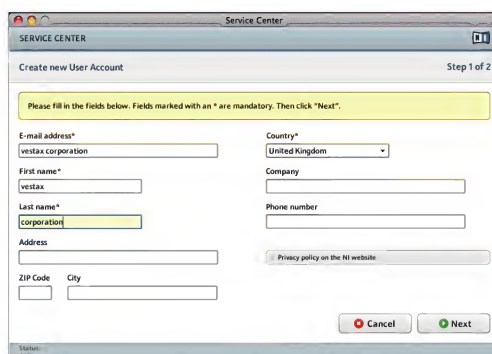 Service Center
SERVICE CENTER
Create new User Account
Step 1 of 2
Please fill in the fields below. Fields marked with an * are mandatory. Then click "Next".
E-mail address*
vestax corporation
First name*
vestax
Last name*
corporation
Address
ZIP Code City
Country*
United Kingdom
Company
Phone number
Privacy policy on the NI website
Cancel
Next
Status: